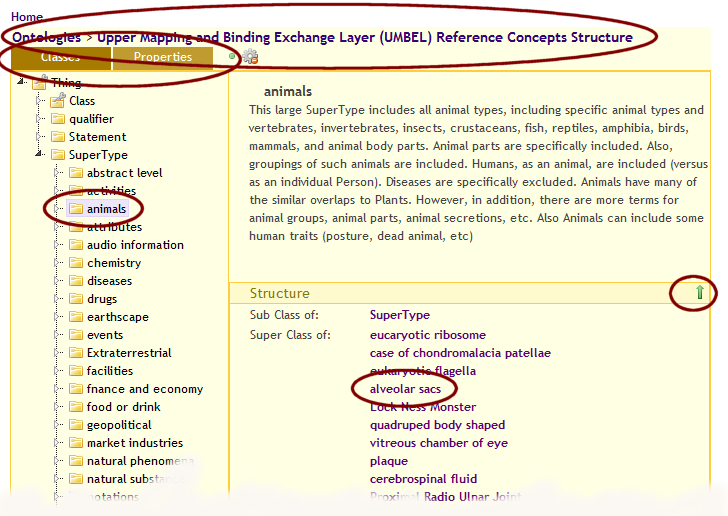 Home
Ontologies > Upper Mapping and Binding Exchange Layer (UMBEL) Reference Concepts Structure
Classes
Properties
Thing
Class
qualifier
Statement
SuperType
abstract level
activities
animals
attributes
audio information
chemistry
diseases
drugs
earthscape
events
Extraterrestrial
facilities
fnance and economy
food or drink
geopolitical
market industries
natural phenomena
natural substances
notations
animals
This large SuperType includes all animal types, including specific animal types and
vertebrates, invertebrates, insects, crustaceans, fish, reptiles, amphibia, birds,
mammals, and animal body parts. Animal parts are specifically included. Also,
groupings of such animals are included. Humans, as an animal, are included (versus
as an individual Person). Diseases are specifically excluded. Animals have many of
the similar overlaps to Plants. However, in addition, there are more terms for
animal groups, animal parts, animal secretions, etc. Also Animals can include some
human traits (posture, dead animal, etc)
Structure
Sub Class of: SuperType
Super Class of: eucaryotic ribosome
case of chondromalacia patellae
eukaryotic flagella
alveolar sacs
Lock Ness Monster
quadruped body shaped
vitreous chamber of eye
plaque
cerebrospinal fluid
Proximal Radio Ulnar Joint